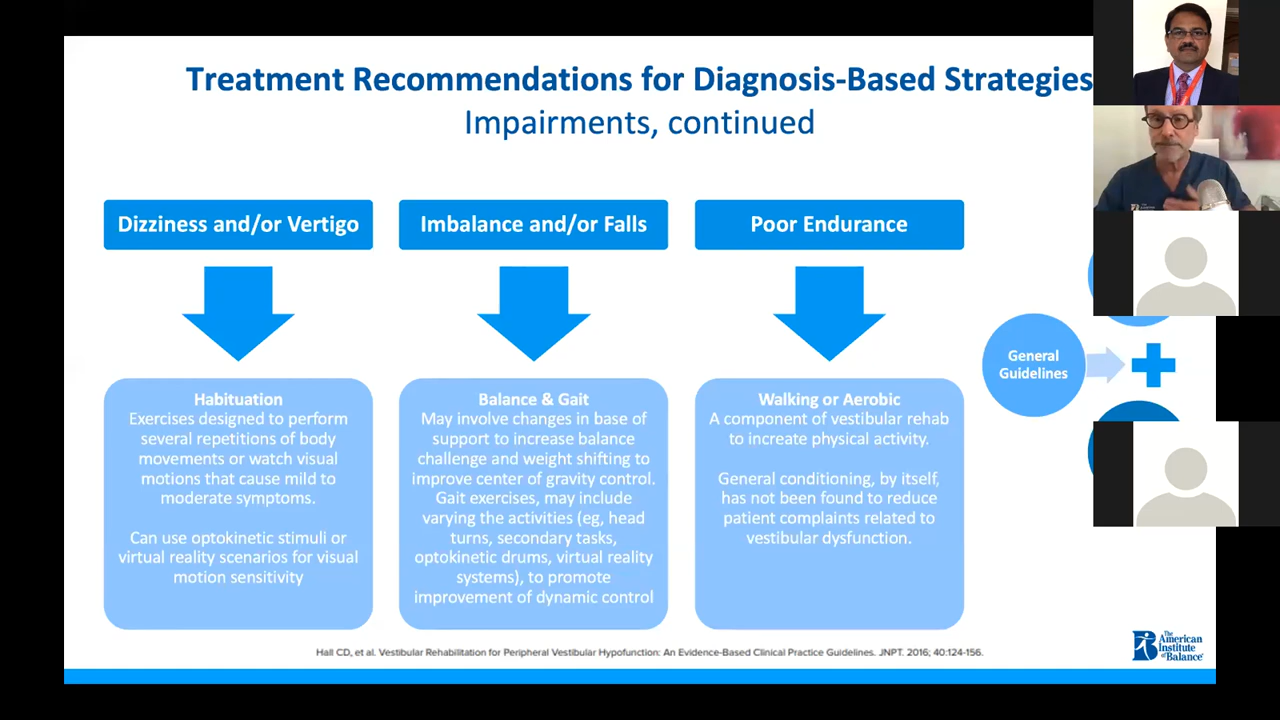 Treatment Recommendations for Diagnosis-Based Strategies
Impairments, continued
Dizziness and/or Vertigo
Imbalance and/or Falls
Poor Endurance
Habituation
Exercises designed to perform
several repetitions of body
movements or watch visual
motions that cause mild to
moderate symptoms.
Can use optokinetic stimuli or
virtual reality scenarios for visual
motion sensitivity
Balance & Gait
May involve changes in base of
support to increase balance
challenge and weight shifting to
improve center of gravity control.
Gait exercises, may include
varying the activities (eg, head
turns, secondary tasks,
optokinetic drums, virtual reality
systems), to promote
improvement of dynamic control
Walking or Aerobic
A component of vestibular rehab
to increate physical activity.
General conditioning, by itself,
has not been found to reduce
patient complaints related to
vestibular dysfunction.
General
Guidelines
Hall CD, et al. Vestibular Rehabilitation for Peripheral Vestibular Hypofunction: An Evidence-Based Clinical Practice Guidelines. JNPT. 2016; 40:124-156.
The
American
Institute
of Balance